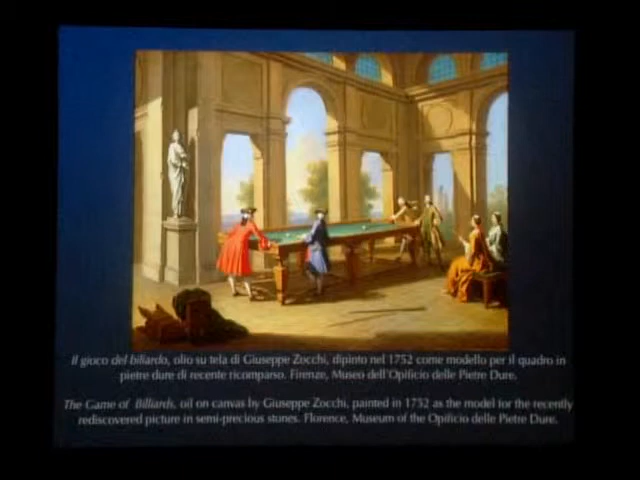 Il gioco del biliardo, olio su tela di Giuseppe Zocchi, dipinto nel 1752 come modello per il quadro in
pietre dure di recente ricomparso. Firenze, Museo dell'Opificio delle Pietre Dure.
The Game of Billiards, oil on canvas by Giuseppe Zocchi, painted in 1752 as the model for the recently
rediscovered picture in semi-precious stones. Florence, Museum of the Opificio delle Pietre Dure.